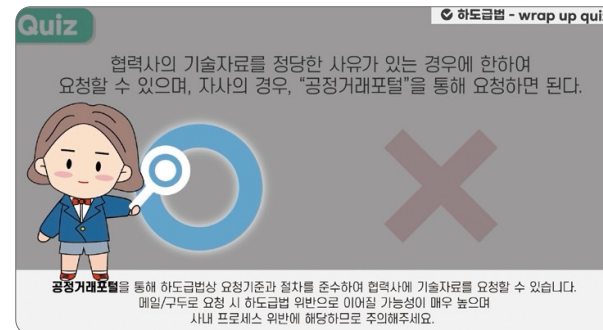 Quiz
하도급법 - wrap up qui
협력사의 기술자료를 정당한 사유가 있는 경우에 한하여
요청할 수 있으며, 자사의 경우, “공정거래포털”을 통해 요청하면 된다.
공정거래포털을 통해 하도급법상 요청기준과 절차를 준수하여 협력사에 기술자료를 요청할 수 있습니다.
메일/구두로 요청 시 하도급법 위반으로 이어질 가능성이 매우 높으며
사내 프로세스 위반에 해당하므로 주의해주세요.